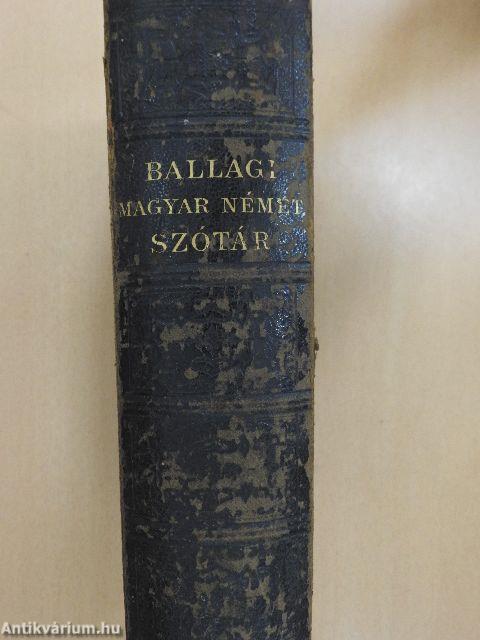 BALLAGI
MAGYAR NÉMET
SZÓTÁR
Antikvárium.hu